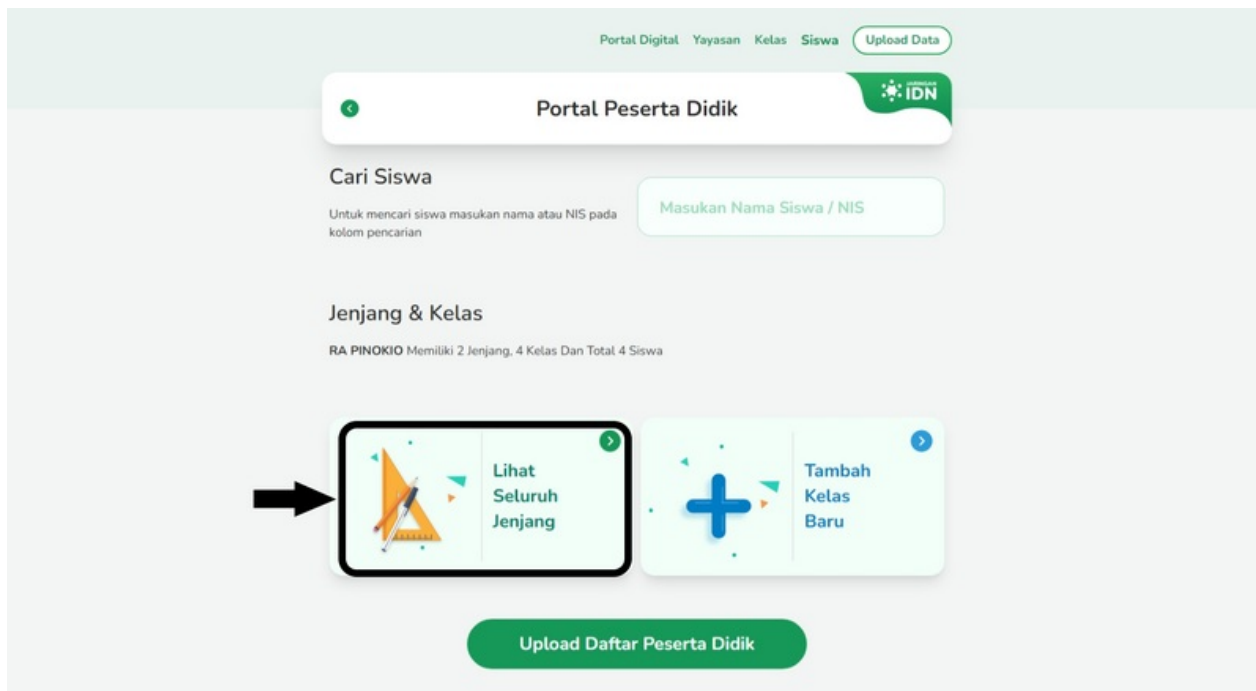 Portal Digital Yayasan Kelas Siswa Upload Data
Portal Peserta Didik
JARINGAN
IDN
Cari Siswa
Untuk mencari siswa masukan nama atau NIS pada
kolom pencarian
Masukan Nama Siswa / NIS
Jenjang & Kelas
RA PINOKIO Memiliki 2 Jenjang, 4 Kelas Dan Total 4 Siswa
Lihat
Seluruh
Jenjang
Tambah
Kelas
Baru
Upload Daftar Peserta Didik